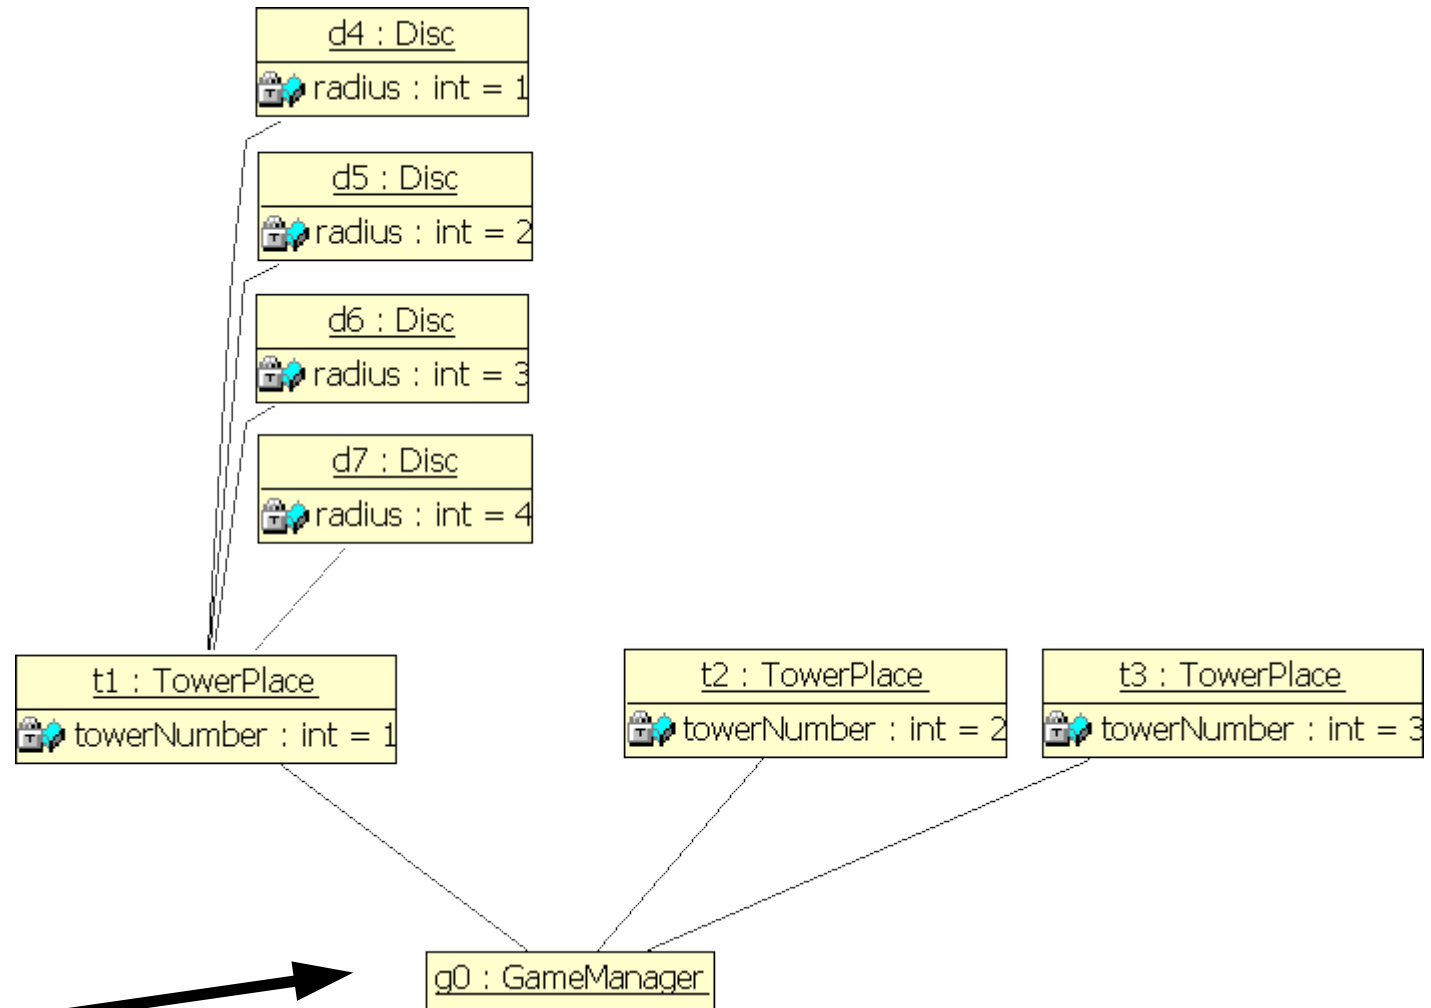 d4 : Disc
radius : int = 1
d5 : Disc
radius : int = 2
d6 : Disc
radius : int = 3
d7 : Disc
radius : int = 4
t1 : TowerPlace
towerNumber : int = 1
t2 : TowerPlace
towerNumber : int = 2
t3 : TowerPlace
towerNumber : int = 3
g0 : GameManager